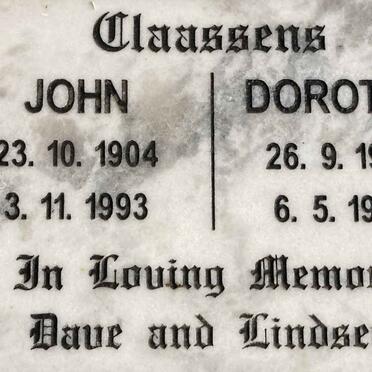 Claassens
JOHN DOROT
23. 10. 1904 26. 9. 19
3. 11. 1993 6. 5. 19
In Loving Memor
Dave and Lindse